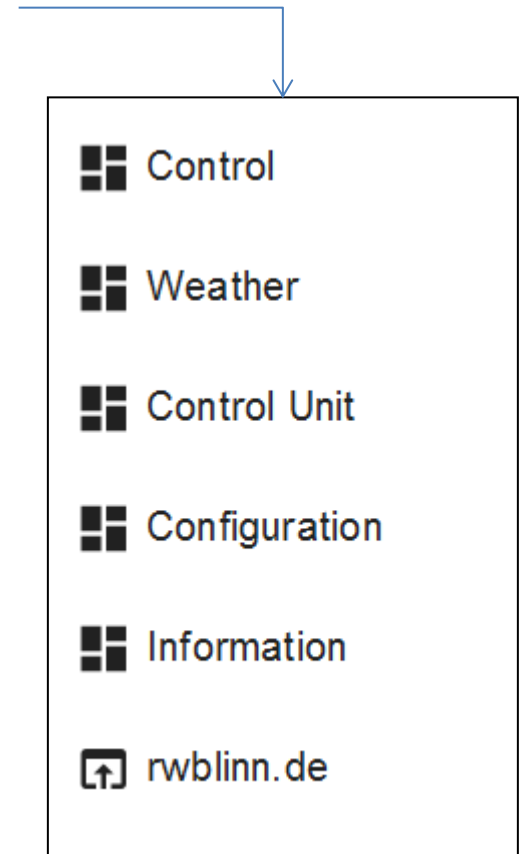 Control
Weather
Control Unit
Configuration
Information
rwblinn.de